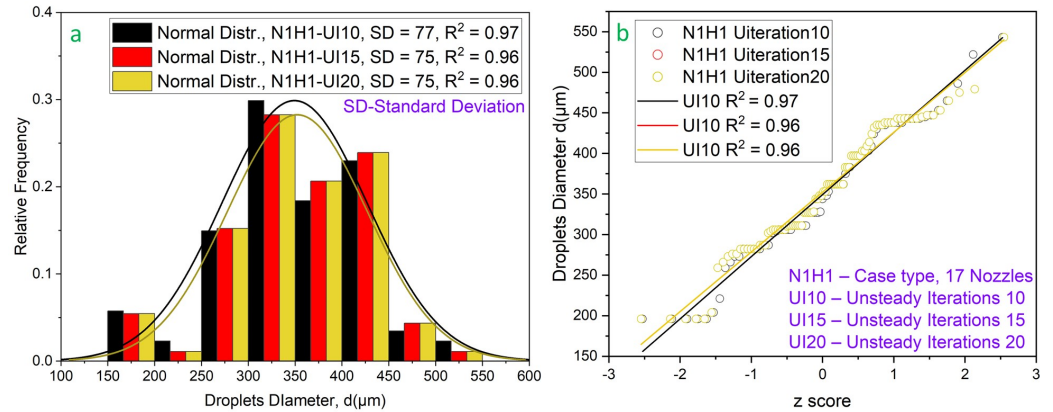 a
Normal Distr., N1H1-UI10, SD = 77, R² = 0.97
Normal Distr., N1H1-UI15, SD = 75, R² = 0.96
Normal Distr., N1H1-UI20, SD = 75, R² = 0.96
SD-Standard Deviation
0.3
0.2
0.1
0.0
Relative Frequency
100 150 200 250 300 350 400 450 500 550 600
Droplets DIameter, d(μm)
b
N1H1 Uiteration10
N1H1 Uiteration15
N1H1 Uiteration20
UI10 R² = 0.97
UI10 R² = 0.96
UI10 R² = 0.96
550
500
450
400
350
300
250
200
150
Droplets Diameter d(μm)
N1H1 – Case type, 17 Nozzles
UI10 – Unsteady Iterations 10
UI15 – Unsteady Iterations 15
UI20 – Unsteady Iterations 20
-3 -2 -1 0 1 2 3
z score